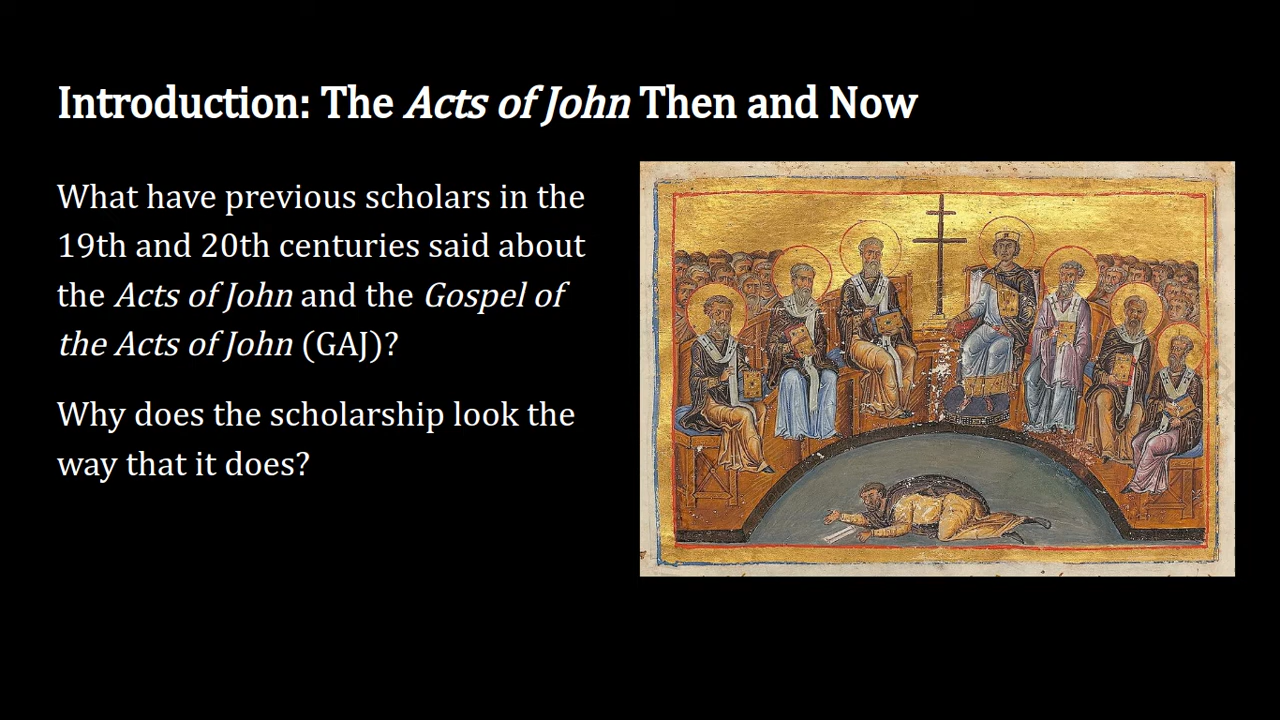 Introduction: The Acts of John Then and Now
What have previous scholars in the
19th and 20th centuries said about
the Acts of John and the Gospel of
the Acts of John (GAJ)?
Why does the scholarship look the
way that it does?